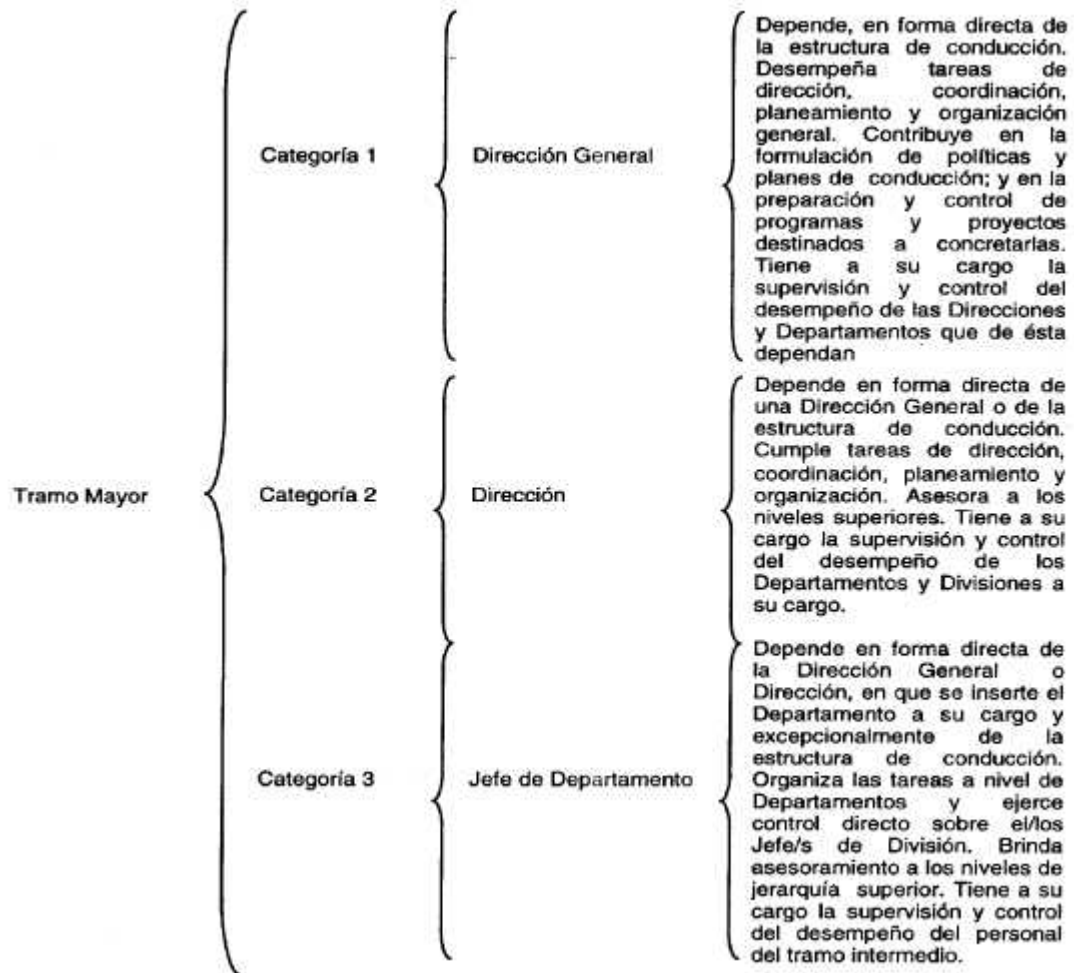 Tramo Mayor
Categoría 1
Dirección General
Depende, en forma directa de
la estructura de conducción.
Desempeña tareas de
dirección, coordinación,
planeamiento y organización
general. Contribuye en la
formulación de políticas y
planes de conducción; y en la
preparación y control de
programas y proyectos
destinados a concretarlas.
Tiene a su cargo la
supervisión y control del
desempeño de las Direcciones
y Departamentos que de ésta
dependan
Categoría 2
Dirección
Depende en forma directa de
una Dirección General o de la
estructura de conducción.
Cumple tareas de dirección,
coordinación, planeamiento y
organización. Asesora a los
niveles superiores. Tiene a su
cargo la supervisión y control
del desempeño de los
Departamentos y Divisiones a
su cargo.
Categoría 3
Jefe de Departamento
Depende en forma directa de
la Dirección General o
Dirección, en que se inserte el
Departamento a su cargo y
excepcionalmente de la
estructura de conducción.
Organiza las tareas a nivel de
Departamentos y ejerce
control directo sobre el/los
Jefe/s de División. Brinda
asesoramiento a los niveles de
jerarquía superior. Tiene a su
cargo la supervisión y control
del desempeño del personal
del tramo intermedio.